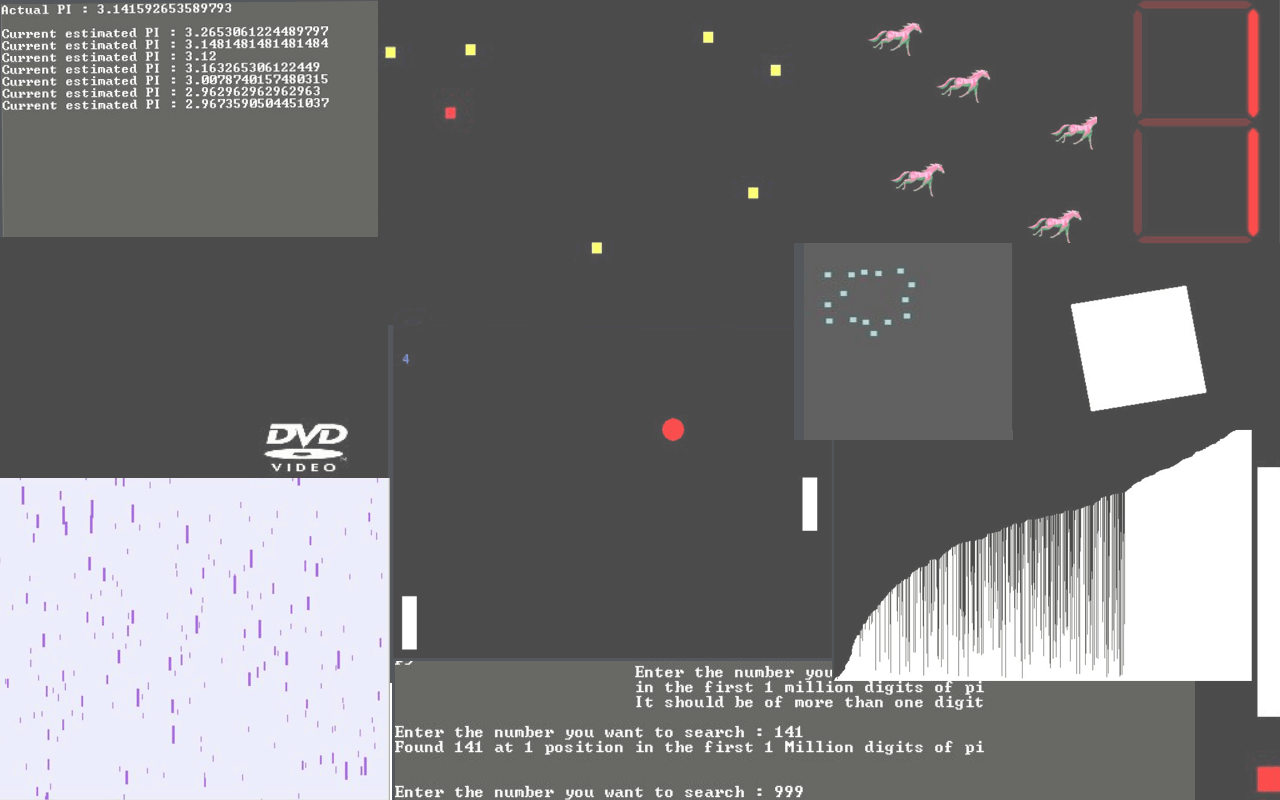 Actual PI : 3.141592653589793
Current estimated PI : 3.2653061224489797
Current estimated PI : 3.1481481481481484
Current estimated PI : 3.12
Current estimated PI : 3.163265306122449
Current estimated PI : 3.0078740157480315
Current estimated PI : 2.962962962962963
Current estimated PI : 2.9673590504451037
4
DVD
VIDEO
Enter the number you
in the first 1 million digits of pi
It should be of more than one digit
Enter the number you want to search : 141
Found 141 at 1 position in the first 1 Million digits of pi
Enter the number you want to search : 999